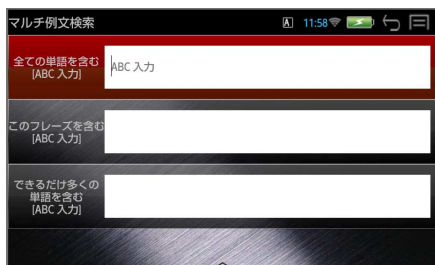 マルチ例文検索
A 11:58
全ての単語を含む
[ABC 入力]
ABC 入力
このフレーズを含む
[ABC 入力]
できるだけ多くの
単語を含む
[ABC 入力]